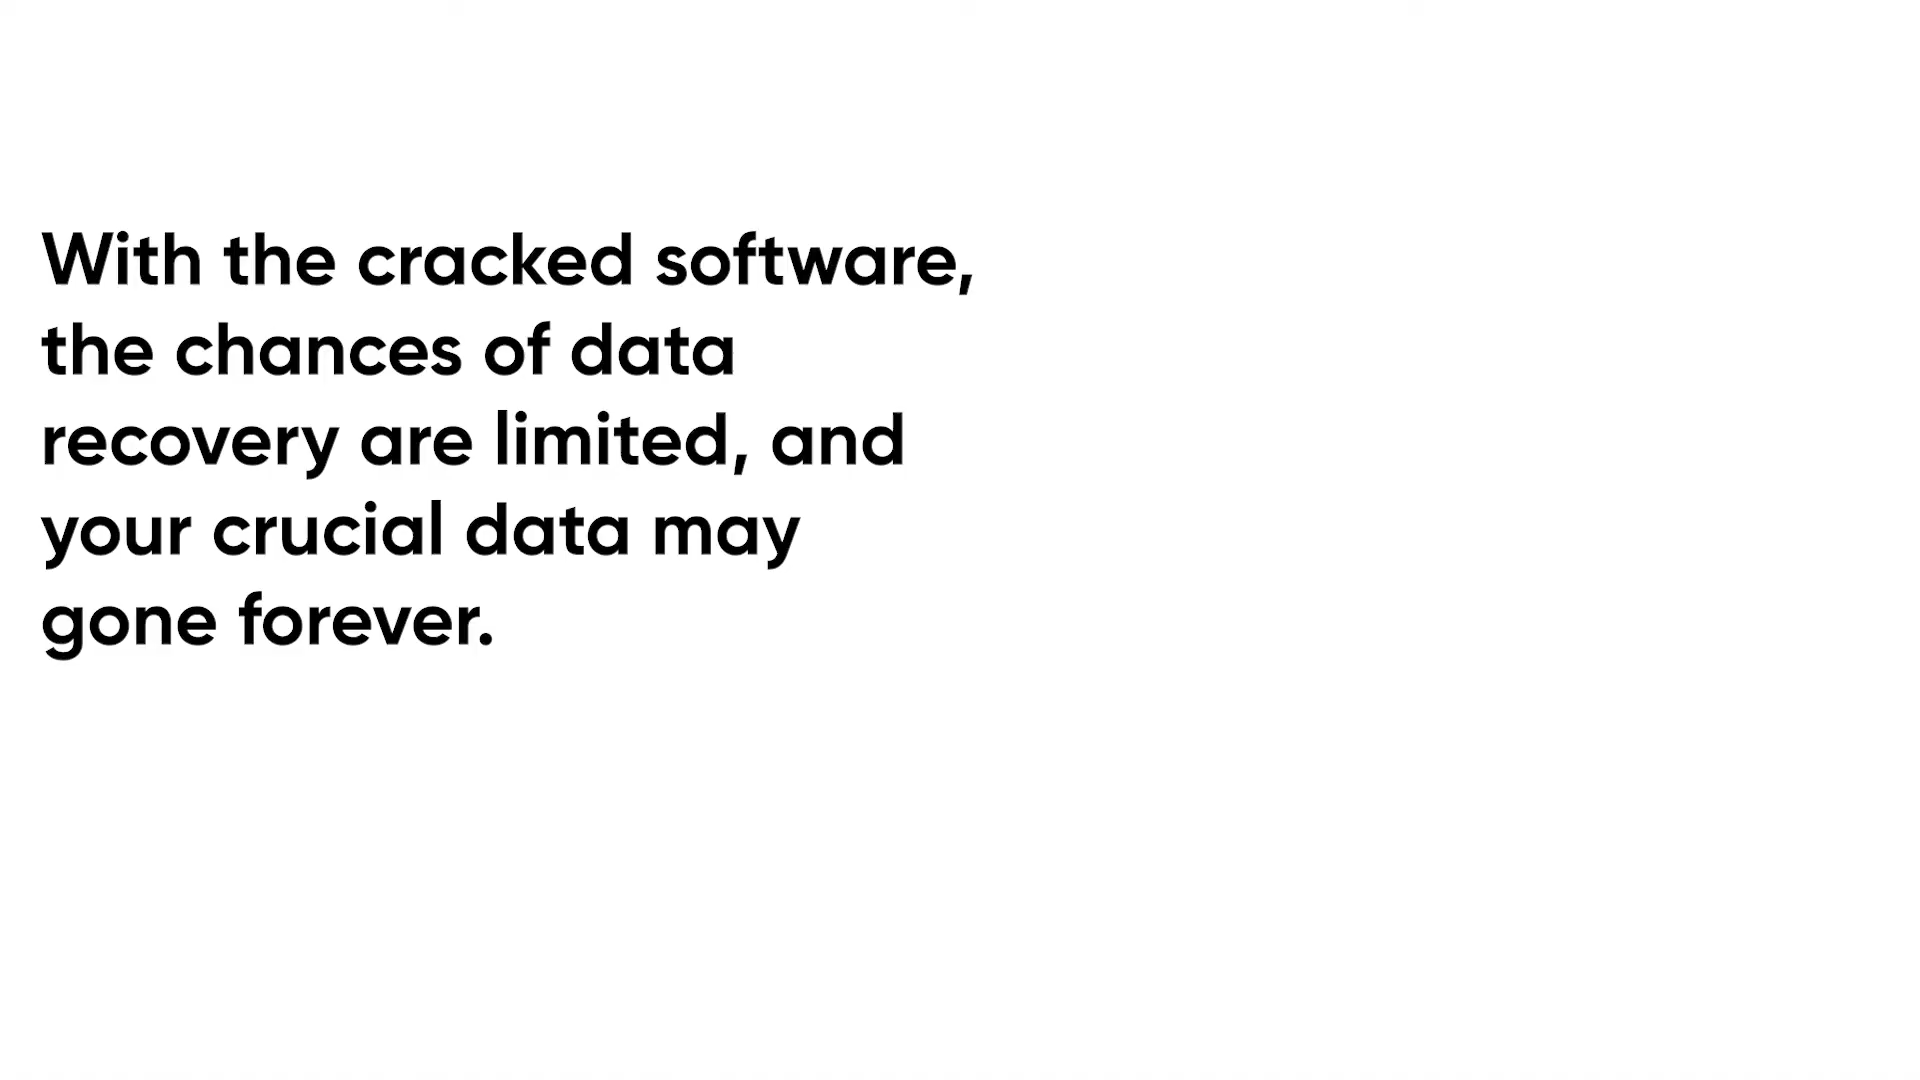 With the cracked software,
the chances of data
recovery are limited, and
your crucial data may
gone forever.